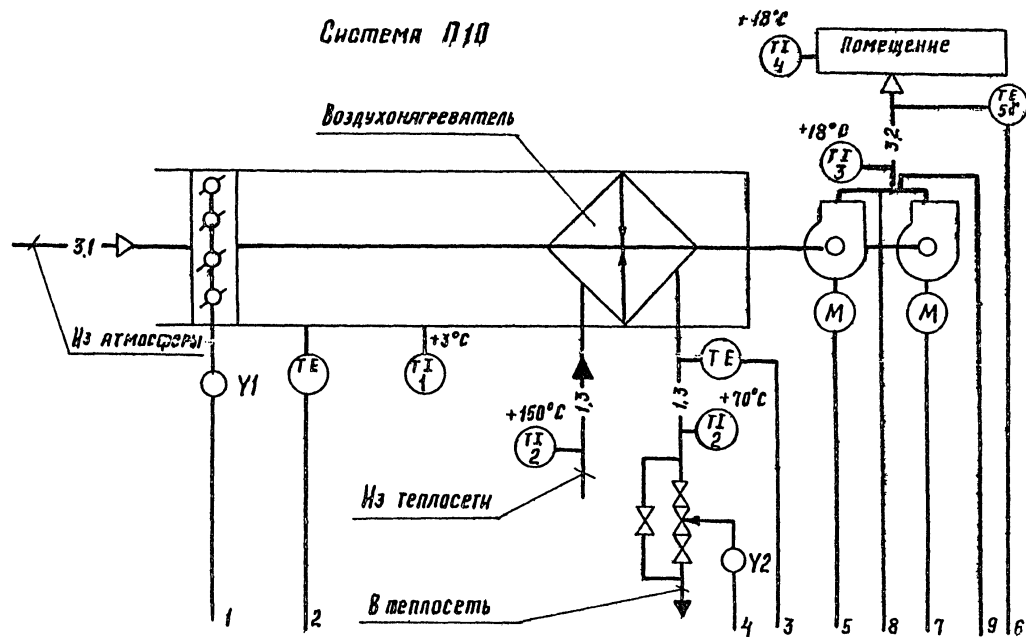 Система П10
+18°С
TI
4
Помещение
TE
5а
Воздухонагреватель
+18°С
TI
3
3,2
3,1
Из атмосферы
M
M
TE
+3°С
TI
1
TE
Y1
1,3
1,3
+150°С
TI
2
+70°С
TI
2
Из теплосети
Y2
В теплосеть
1
2
4
3
5
8
7
9
6